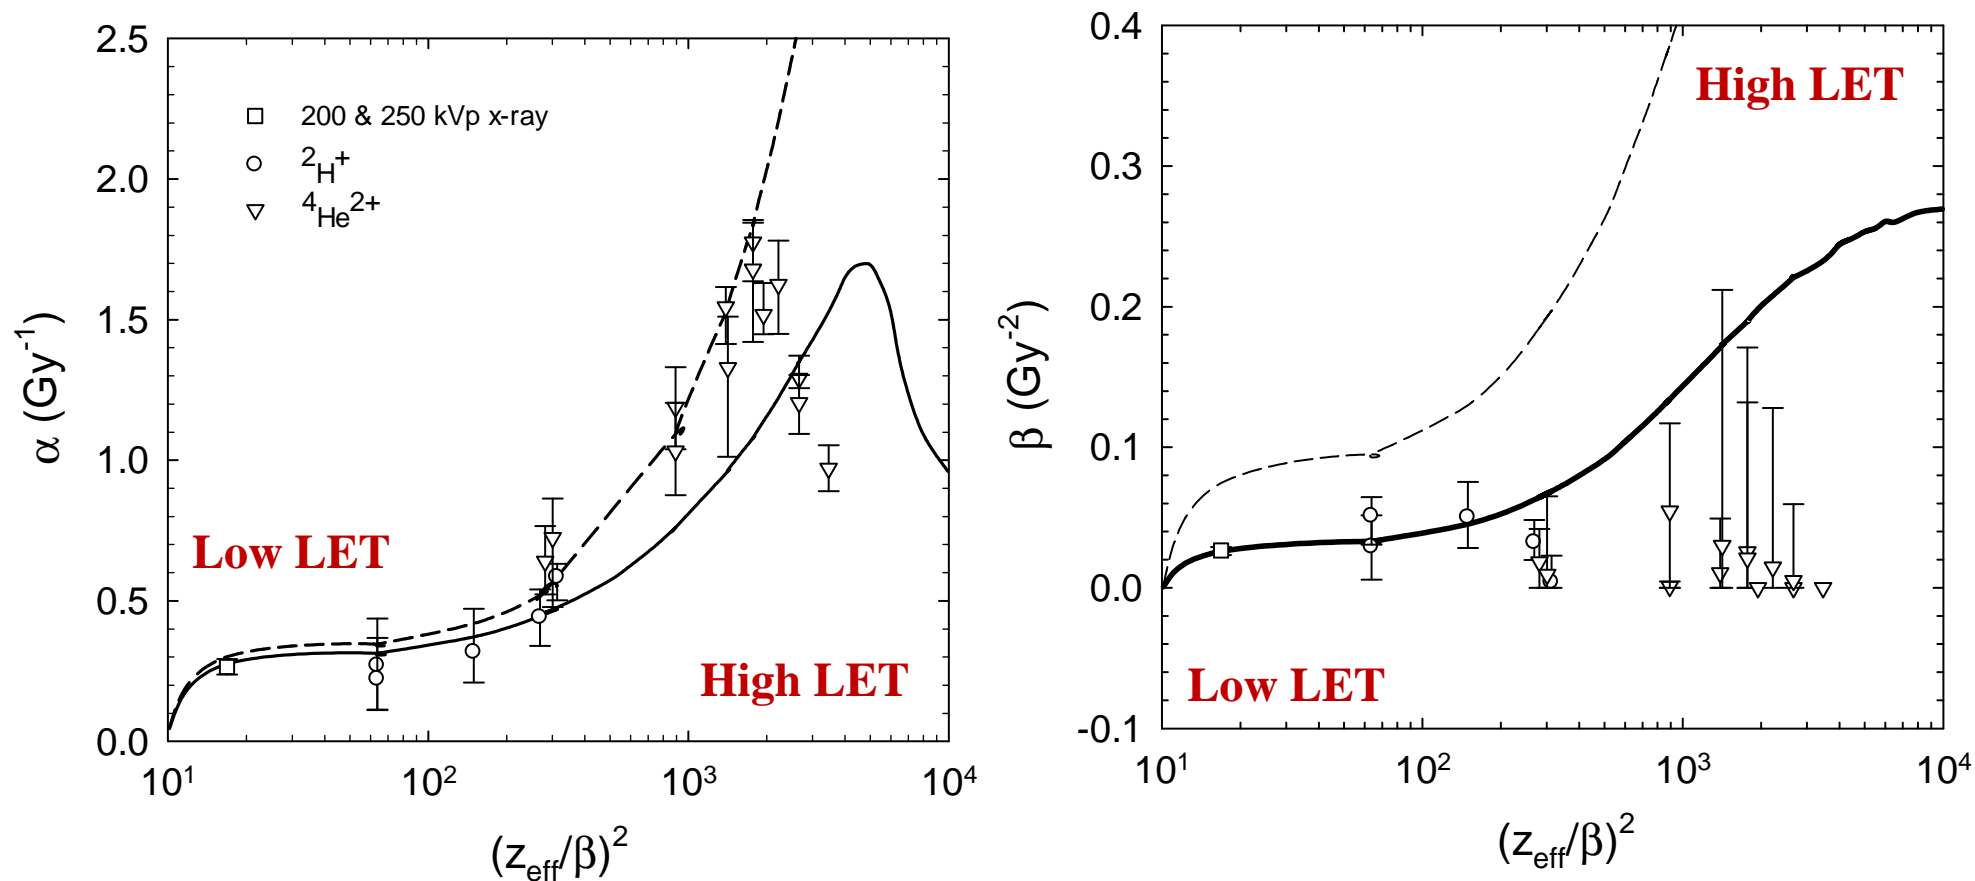 2.5
2.0
1.5
1.0
0.5
0.0
α (Gy⁻¹)
200 & 250 kVp x-ray
²H⁺
⁴He²⁺
Low LET
High LET
10¹ 10² 10³ 10⁴
(z_eff/β)²
0.4
0.3
0.2
0.1
0.0
-0.1
β (Gy⁻²)
High LET
Low LET
10¹ 10² 10³ 10⁴
(z_eff/β)²